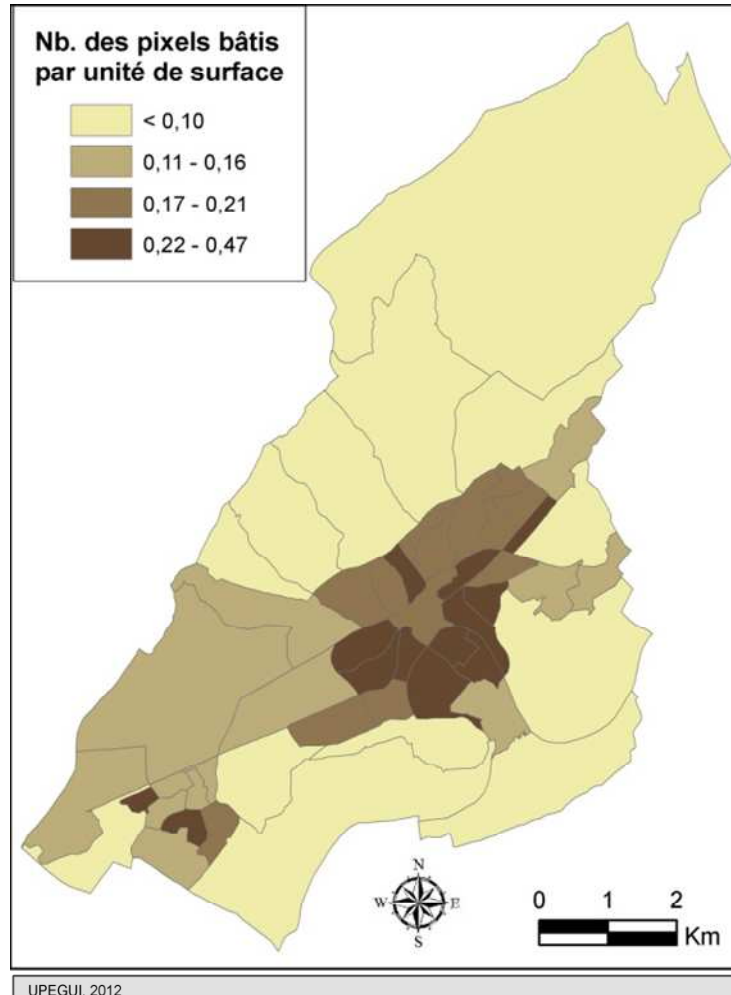 Nb. des pixels bâtis
par unité de surface
< 0,10
0,11 - 0,16
0,17 - 0,21
0,22 - 0,47
N
W E
S
0 1 2
Km
UPEGUI, 2012